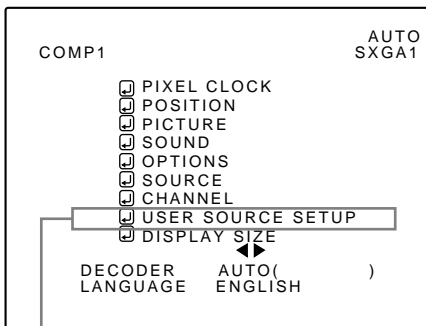 AUTO
COMP1 SXGA1
PIXEL CLOCK
POSITION
PICTURE
SOUND
OPTIONS
SOURCE
CHANNEL
USER SOURCE SETUP
DISPLAY SIZE
DECODER AUTO( )
LANGUAGE ENGLISH